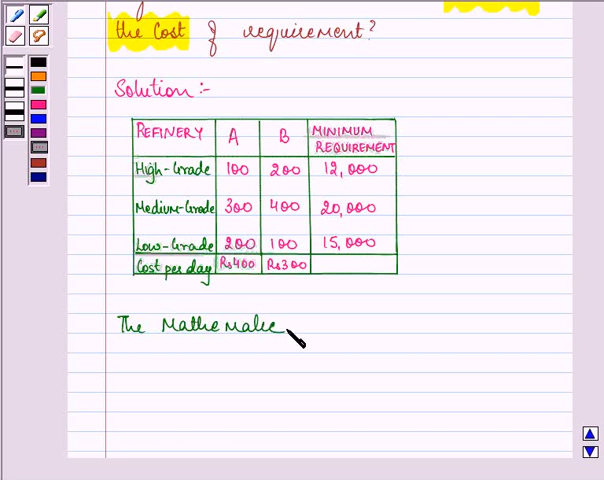 the cost of requirement?
Solution:-
REFINERY A B MINIMUM REQUIREMENT
High-Grade 100 200 12,000
Medium-Grade 300 400 20,000
Low-Grade 200 100 15,000
Cost per day Rs400 Rs300
The Mathematic